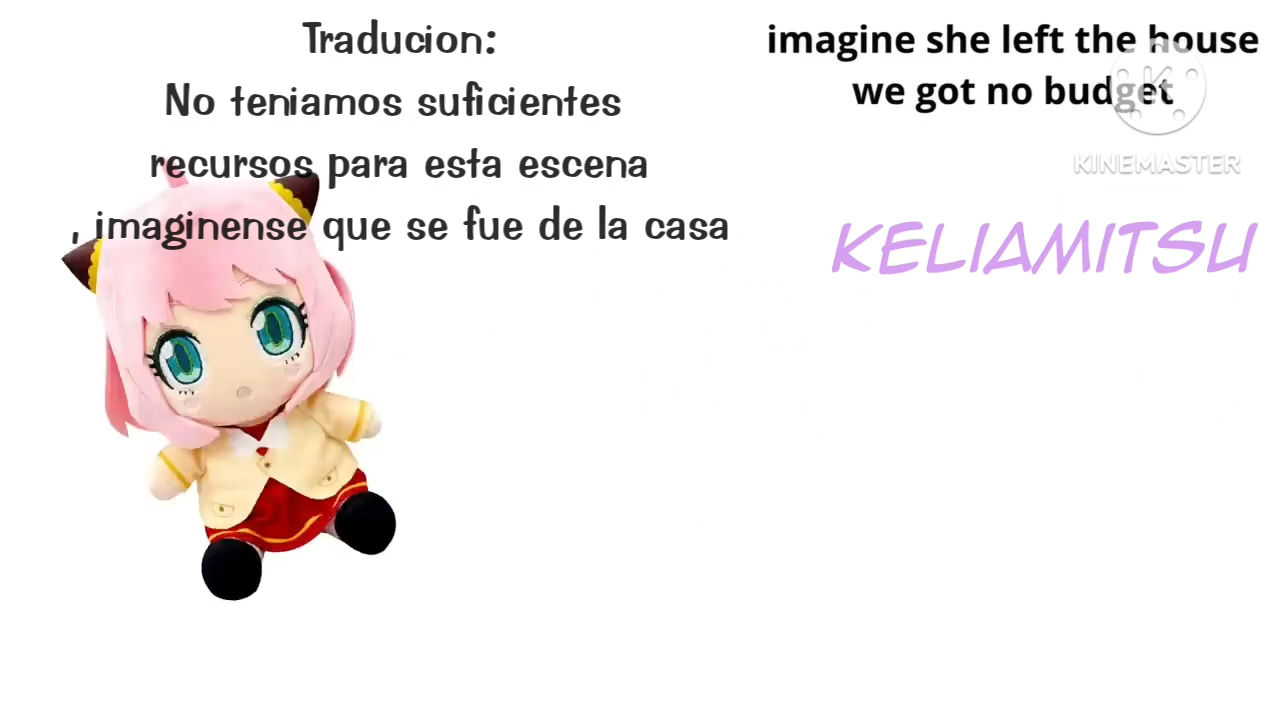 Traducion:
No teniamos suficientes
recursos para esta escena
, imaginense que se fue de la casa
imagine she left the house
we got no budget
K
KINEMASTER
KELIAMITSU